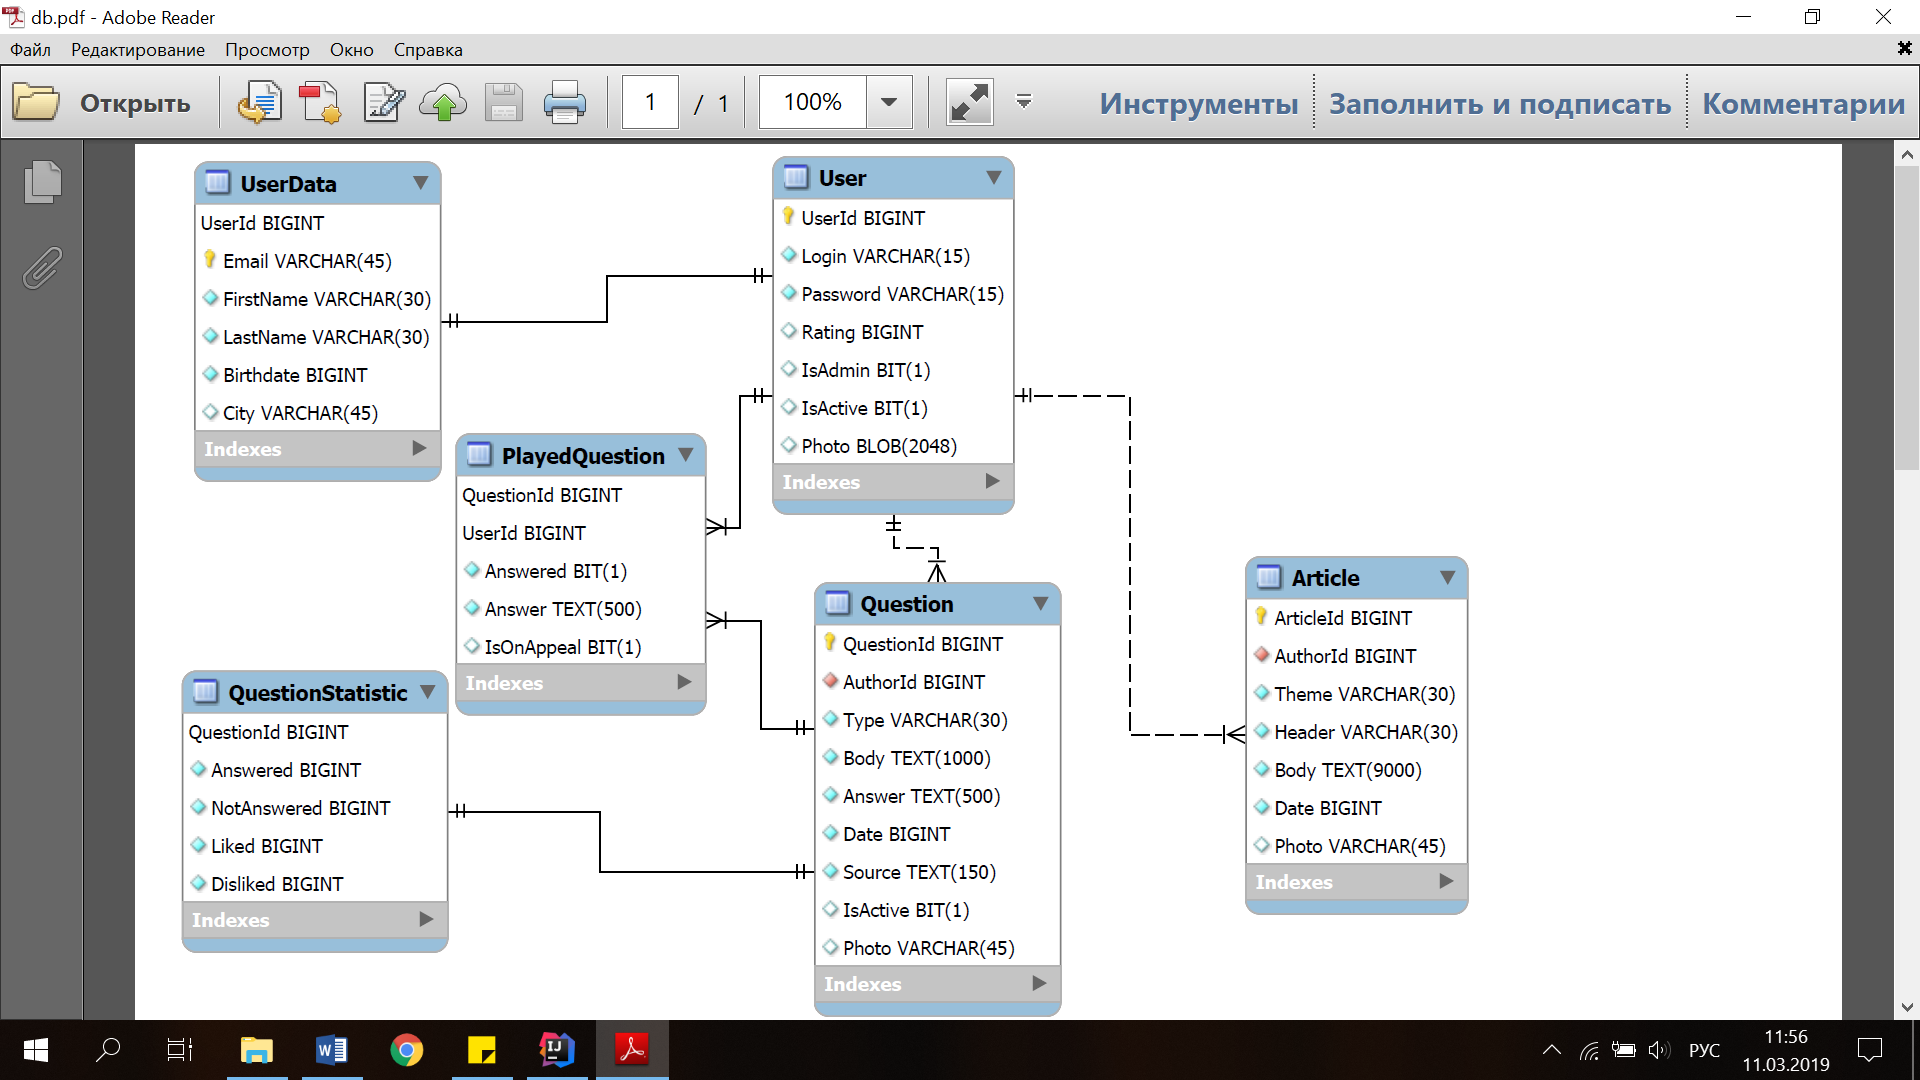 db.pdf - Adobe Reader
Файл Редактирование Просмотр Окно Справка
Открыть 1 / 1 100% Инструменты Заполнить и подписать Комментарии
UserData
UserId BIGINT
Email VARCHAR(45)
FirstName VARCHAR(30)
LastName VARCHAR(30)
Birthdate BIGINT
City VARCHAR(45)
Indexes
User
UserId BIGINT
Login VARCHAR(15)
Password VARCHAR(15)
Rating BIGINT
IsAdmin BIT(1)
IsActive BIT(1)
Photo BLOB(2048)
Indexes
PlayedQuestion
QuestionId BIGINT
UserId BIGINT
Answered BIT(1)
Answer TEXT(500)
IsOnAppeal BIT(1)
Indexes
Question
QuestionId BIGINT
AuthorId BIGINT
Type VARCHAR(30)
Body TEXT(1000)
Answer TEXT(500)
Date BIGINT
Source TEXT(150)
IsActive BIT(1)
Photo VARCHAR(45)
Indexes
Article
ArticleId BIGINT
AuthorId BIGINT
Theme VARCHAR(30)
Header VARCHAR(30)
Body TEXT(9000)
Date BIGINT
Photo VARCHAR(45)
Indexes
QuestionStatistic
QuestionId BIGINT
Answered BIGINT
NotAnswered BIGINT
Liked BIGINT
Disliked BIGINT
Indexes
РУС
11:56
11.03.2019